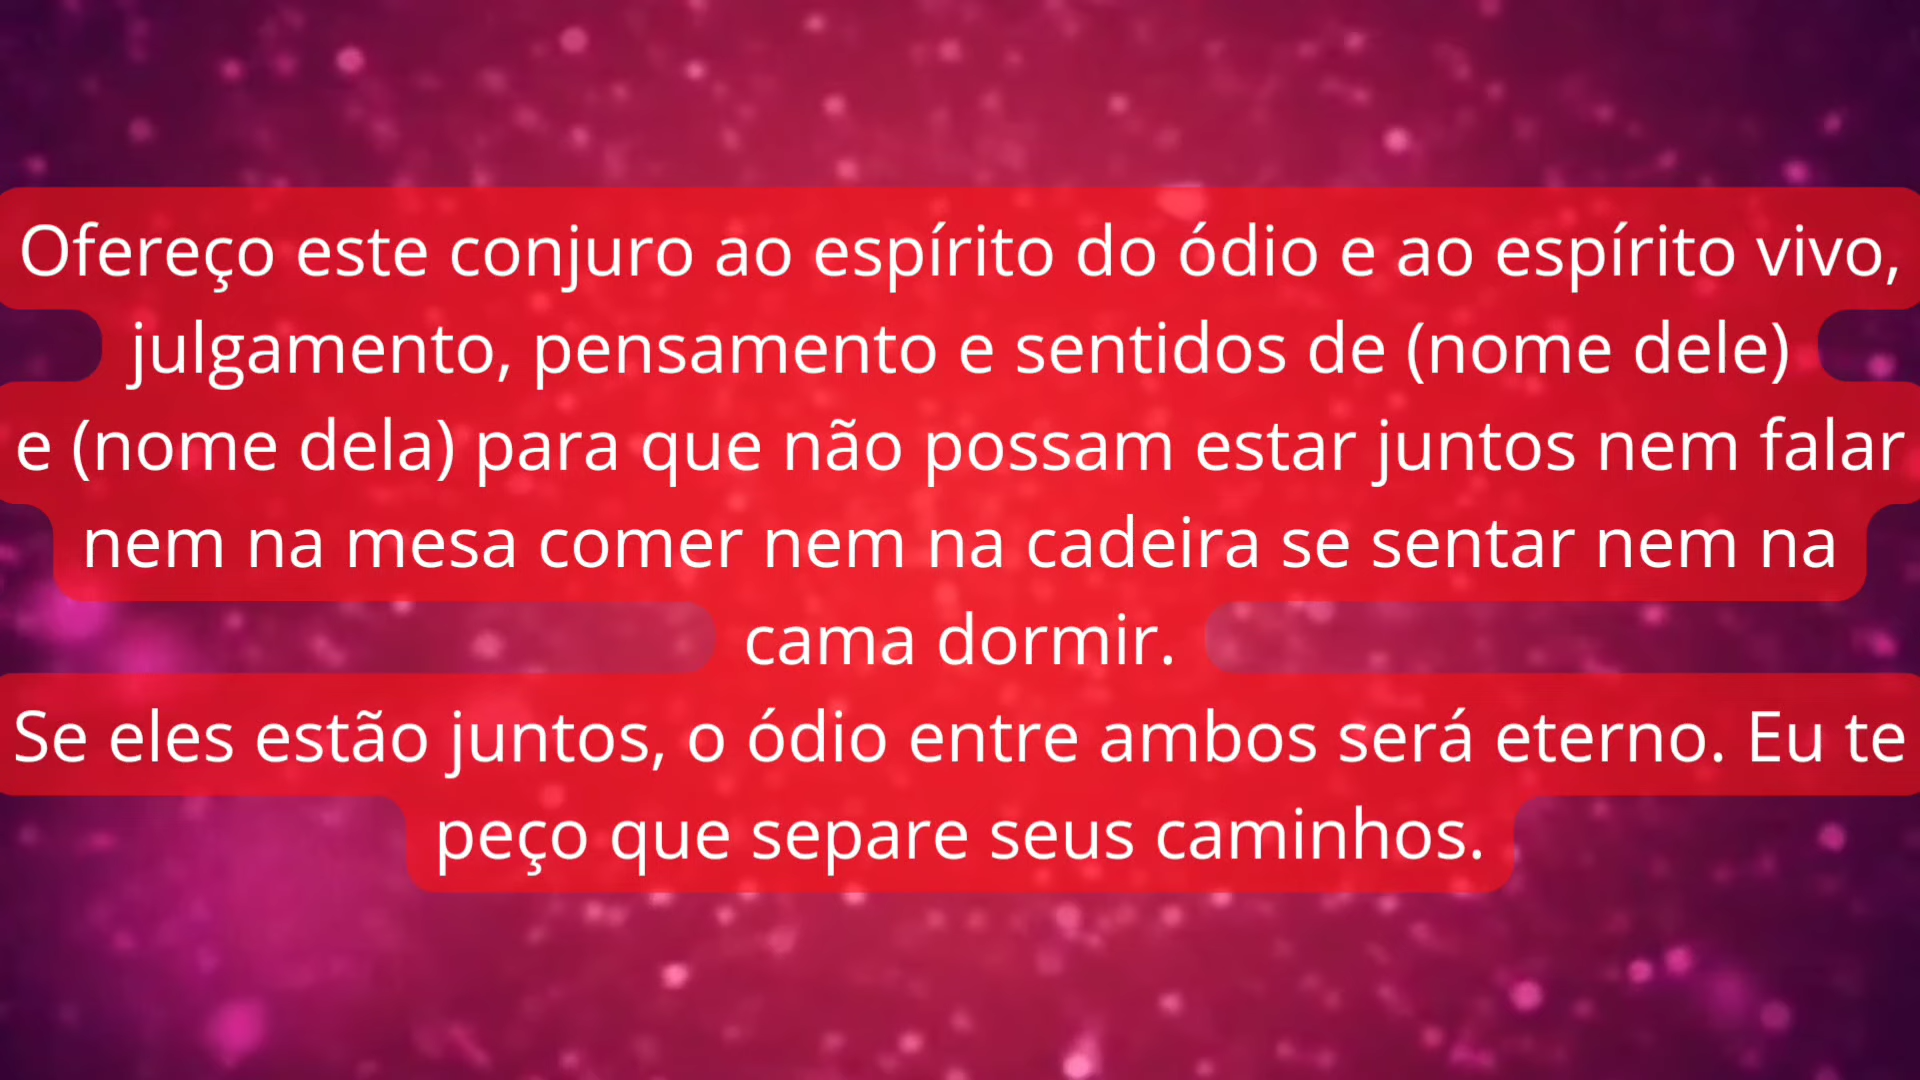 Ofereço este conjuro ao espírito do ódio e ao espírito vivo,
julgamento, pensamento e sentidos de (nome dele)
e (nome dela) para que não possam estar juntos nem falar
nem na mesa comer nem na cadeira se sentar nem na
cama dormir.
Se eles estão juntos, o ódio entre ambos será eterno. Eu te
peço que separe seus caminhos.